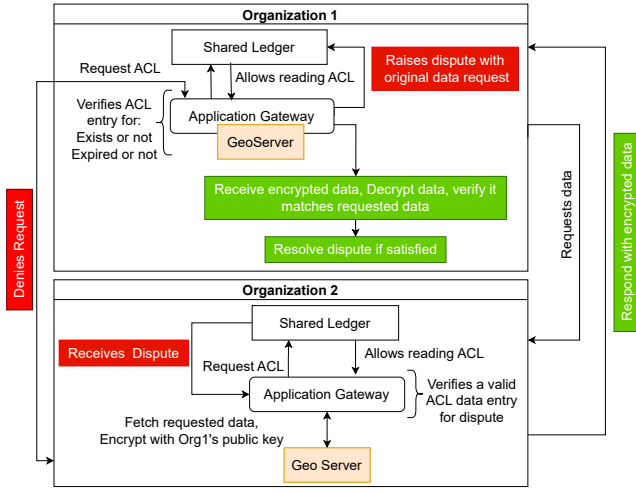 Organization 1
Shared Ledger
Request ACL
Allows reading ACL
Raises dispute with
original data request
Verifies ACL
entry for:
Exists or not
Expired or not
Application Gateway
GeoServer
Receive encrypted data, Decrypt data, verify it
matches requested data
Resolve dispute if satisfied
Denies Request
Requests data
Respond with encrypted data
Organization 2
Shared Ledger
Receives  Dispute
Request ACL
Allows reading ACL
Application Gateway
Verifies a valid
ACL data entry
for dispute
Fetch requested data,
Encrypt with Org1's public key
Geo Server